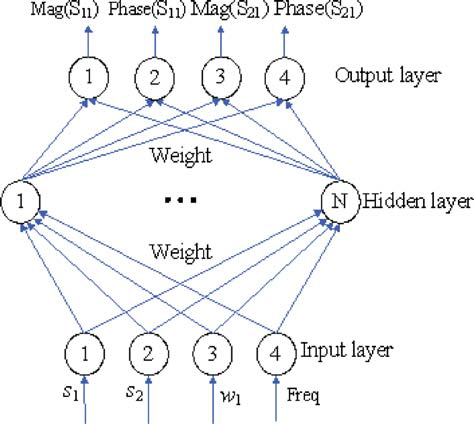 Mag(S11) Phase(S11) Mag(S21) Phase(S21)
1 2 3 4 Output layer
Weight
1 ... N Hidden layer
Weight
1 2 3 4 Input layer
s1 s2 w1 Freq